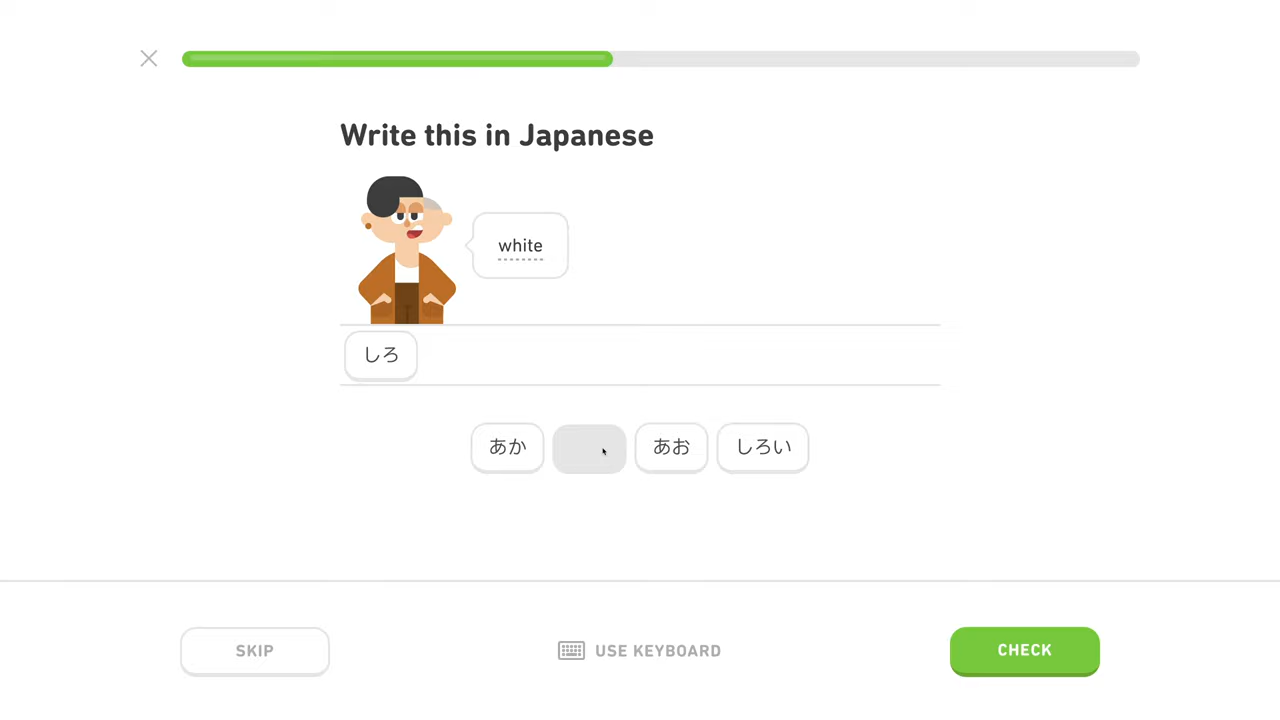 Write this in Japanese
white
しろ
あか あお しろい
SKIP USE KEYBOARD CHECK